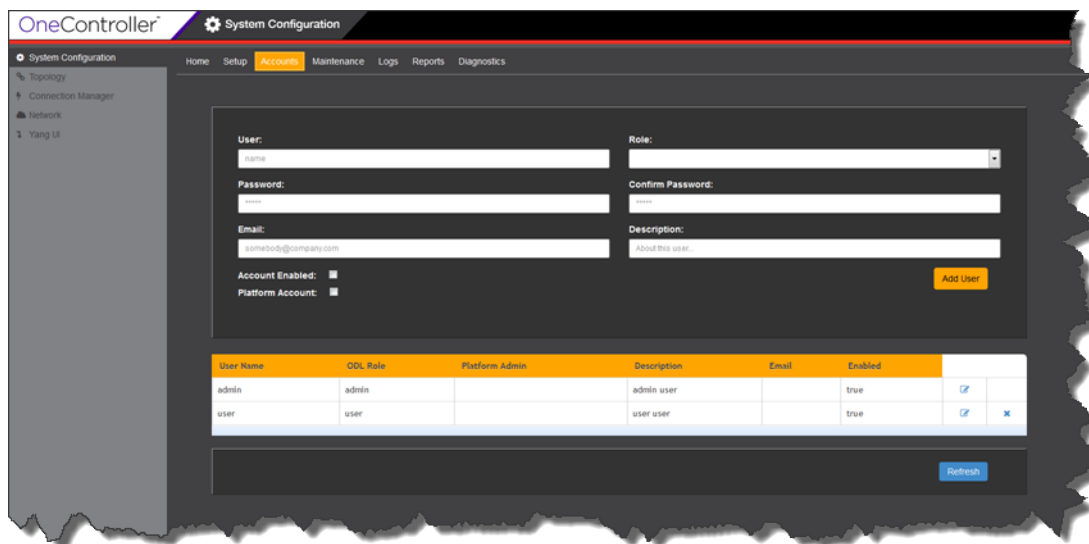 OneController™ System Configuration
System Configuration
Topology
Connection Manager
Network
Yang UI
Home Setup Accounts Maintenance Logs Reports Diagnostics
User: Role:
name
Password: Confirm Password:
***** *****
Email: Description:
somebody@company.com About this user...
Account Enabled:
Platform Account:
Add User
User Name ODL Role Platform Admin Description Email Enabled
admin admin admin user true
user user user user true
Refresh